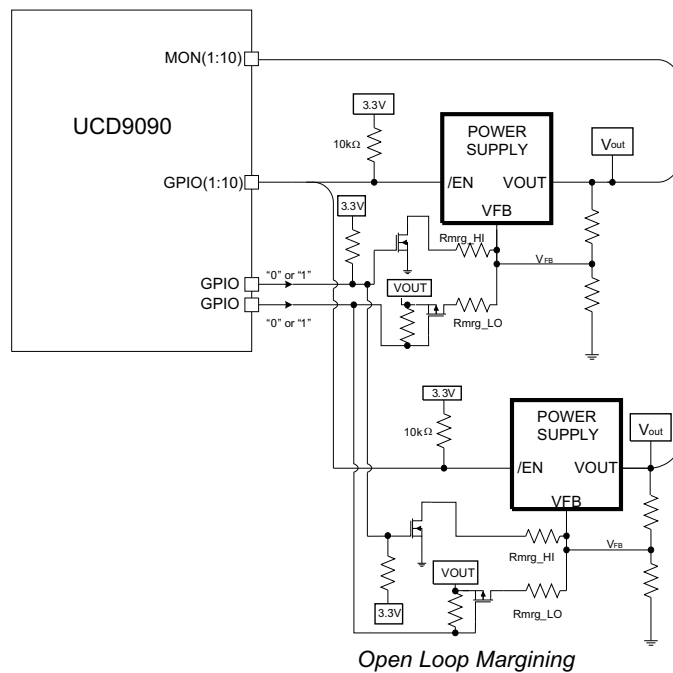 MON(1:10)
UCD9090
3.3V
10kΩ
POWER
SUPPLY
Vout
GPIO(1:10)
/EN
VOUT
VFB
3.3V
Rmrg_HI
VFB
GPIO
"0" or "1"
GPIO
"0" or "1"
VOUT
Rmrg_LO
3.3V
10kΩ
POWER
SUPPLY
Vout
/EN
VOUT
VFB
Rmrg_HI
VFB
VOUT
Rmrg_LO
3.3V
Open Loop Margining